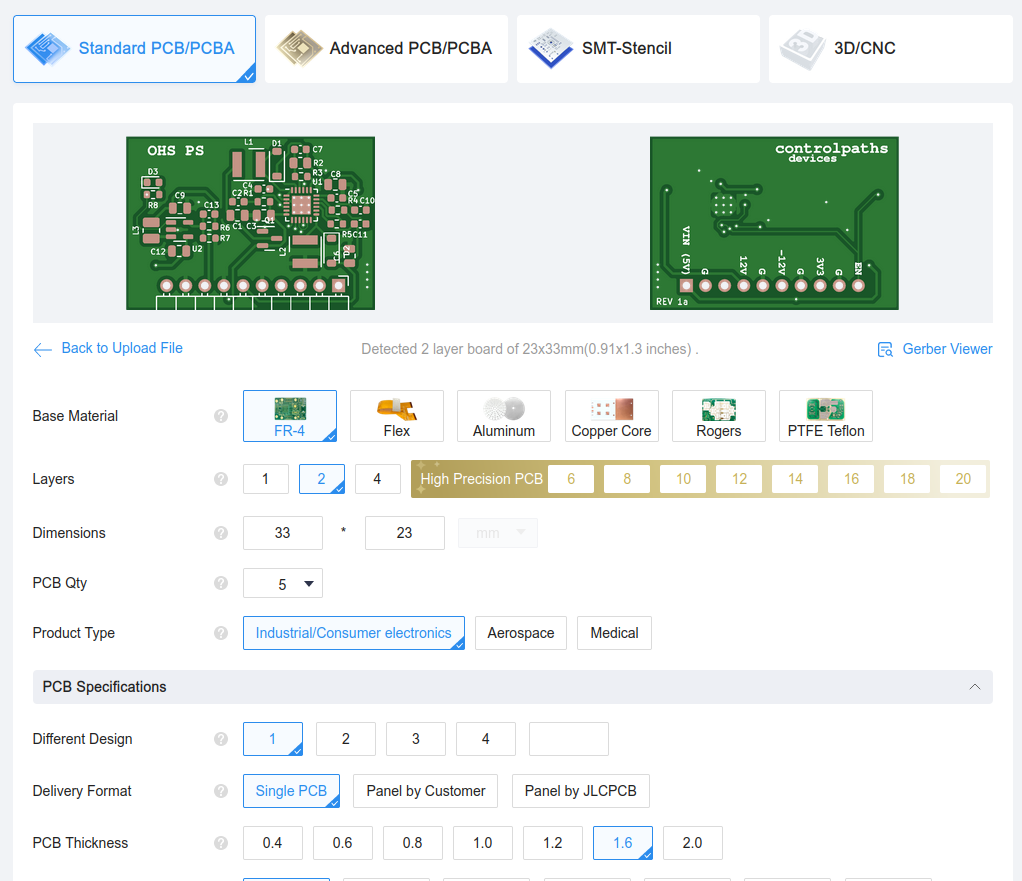 Standard PCB/PCBA
Advanced PCB/PCBA
SMT-Stencil
3D/CNC
OHS PS
L1
D1
C7
R2
R3
C8
U1
D3
R8
C9
C4
C2 R1
C13
C5
R4 C10
L3
R6
C1
C3
Q1
R7
R5 C11
U2
C12
L2
controlpaths
devices
VIN (5V)
G
12V
G
-12V
G
3V3
G
EN
REV 1a
Back to Upload File
Detected 2 layer board of 23x33mm(0.91x1.3 inches) .
Gerber Viewer
Base Material
?
FR-4
Flex
Aluminum
Copper Core
Rogers
PTFE Teflon
Layers
?
1
2
4
High Precision PCB
6
8
10
12
14
16
18
20
Dimensions
?
33
*
23
mm
PCB Qty
?
5
Product Type
?
Industrial/Consumer electronics
Aerospace
Medical
PCB Specifications
Different Design
?
1
2
3
4
Delivery Format
?
Single PCB
Panel by Customer
Panel by JLCPCB
PCB Thickness
?
0.4
0.6
0.8
1.0
1.2
1.6
2.0